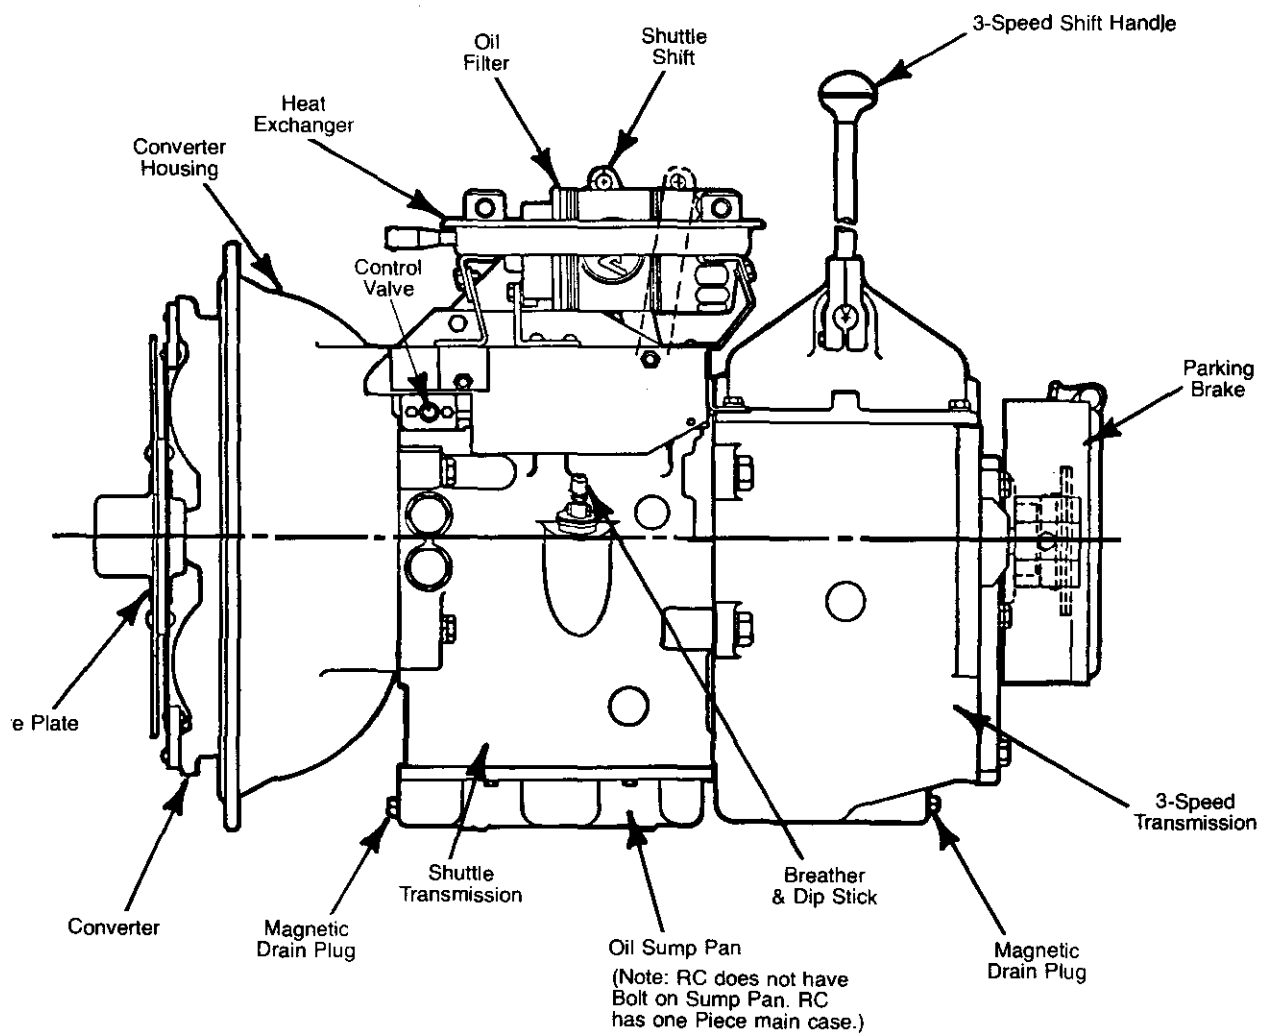 3-Speed Shift Handle
Oil
Filter
Shuttle
Shift
Heat
Exchanger
Converter
Housing
Control
Valve
Parking
Brake
Plate
3-Speed
Transmission
Shuttle
Transmission
Breather
& Dip Stick
Converter
Magnetic
Drain Plug
Oil Sump Pan
(Note: RC does not have
Bolt on Sump Pan. RC
has one Piece main case.)
Magnetic
Drain Plug